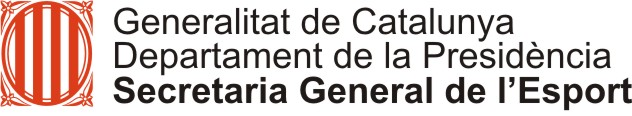 Generalitat de Catalunya
Departament de la Presidència
Secretaria General de l’Esport